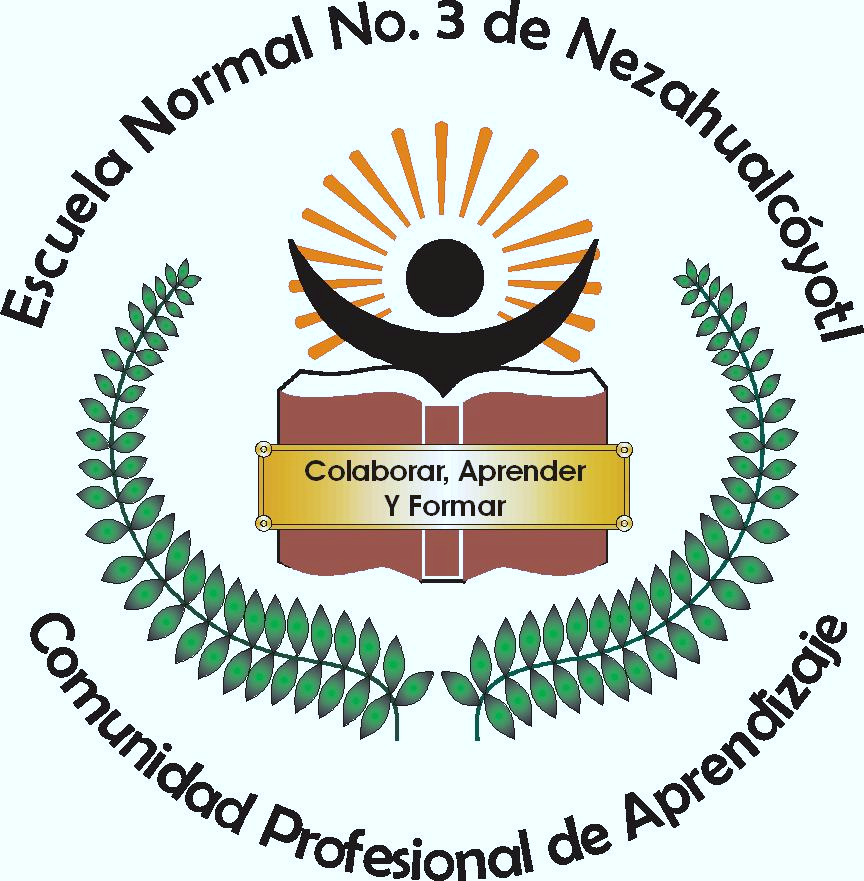 Escuela Normal No. 3 de Nezahualcóyotl
Colaborar, Aprender
Y Formar
Comunidad Profesional de Aprendizaje